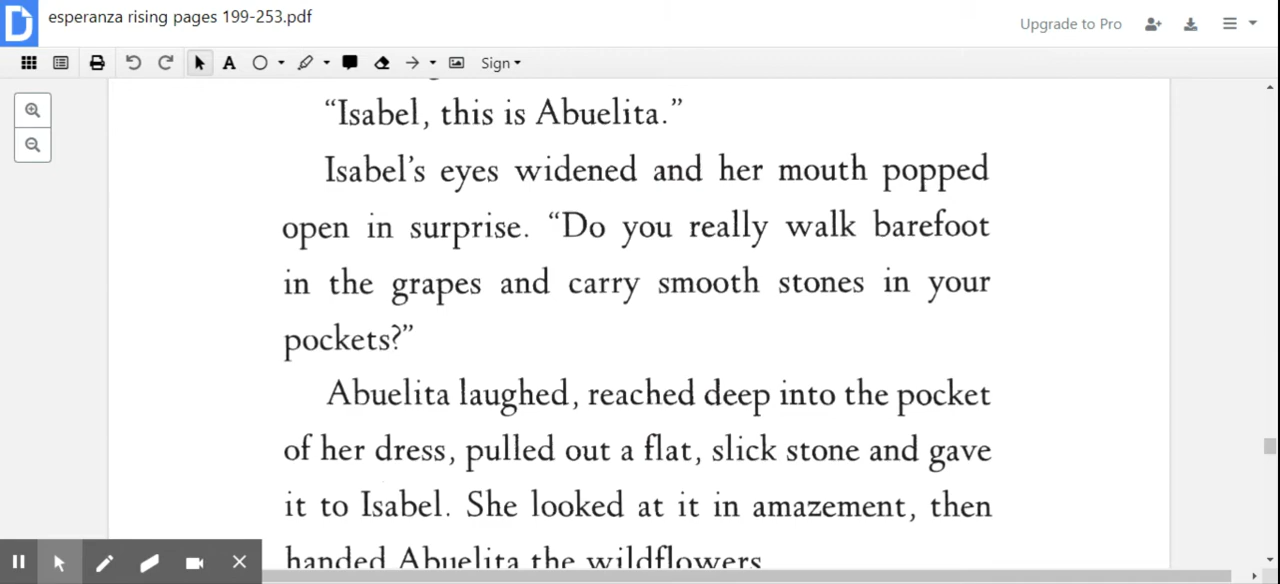 esperanza rising pages 199-253.pdf
Upgrade to Pro
A
Sign
“Isabel, this is Abuelita.”
Isabel’s eyes widened and her mouth popped
open in surprise. “Do you really walk barefoot
in the grapes and carry smooth stones in your
pockets?”
Abuelita laughed, reached deep into the pocket
of her dress, pulled out a flat, slick stone and gave
it to Isabel. She looked at it in amazement, then
handed Abuelita the wildflowers